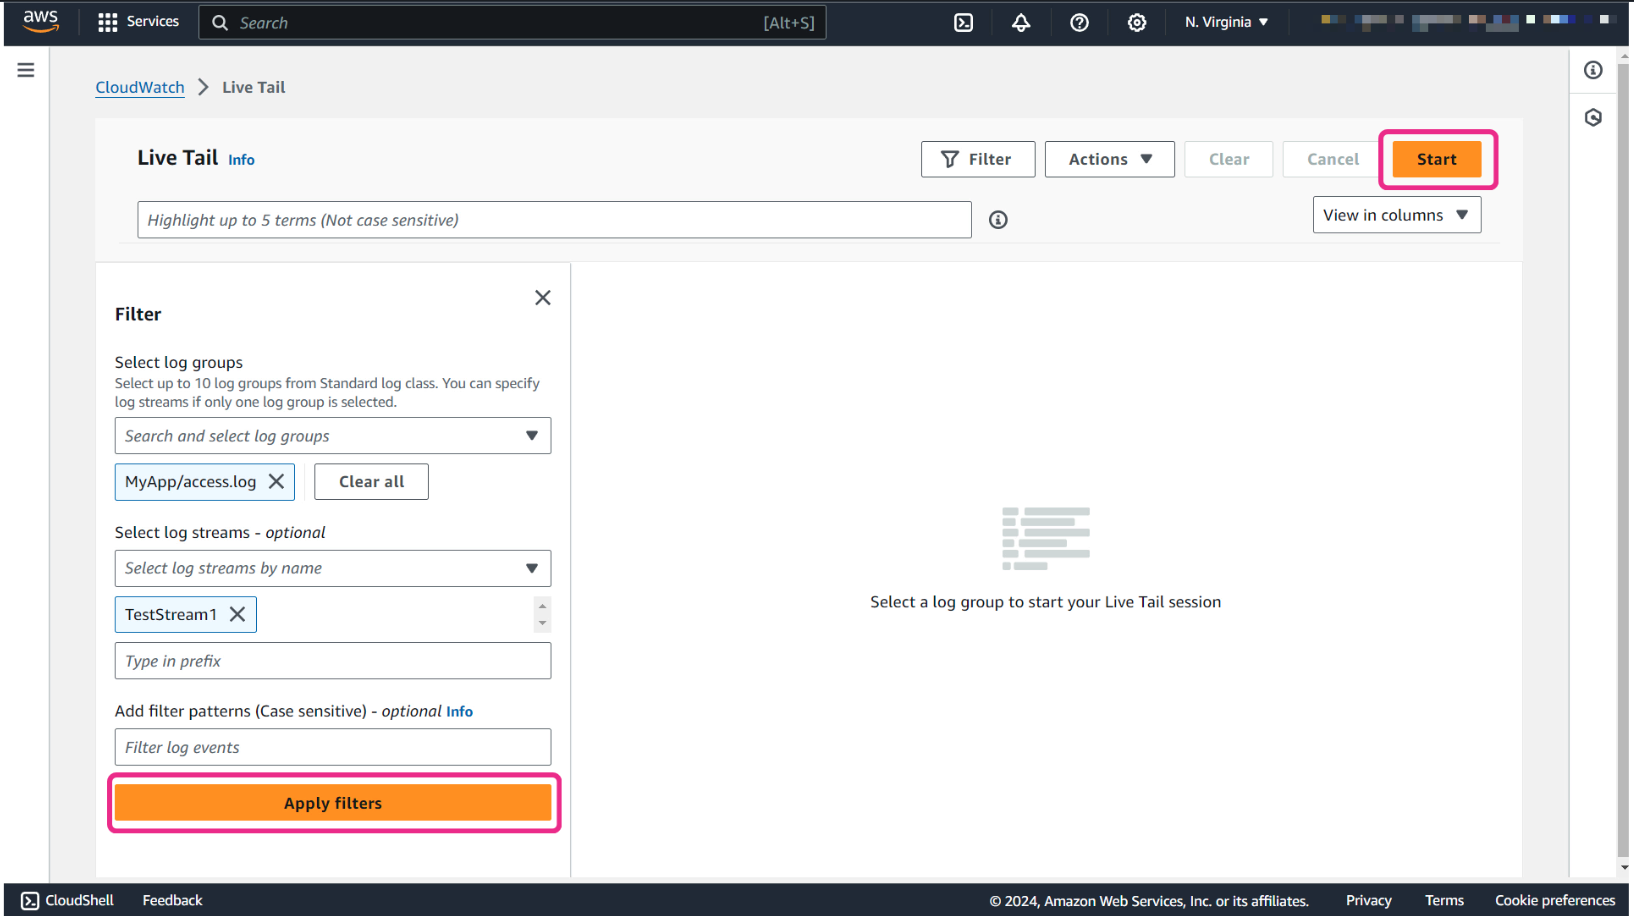 aws Services Search [Alt+S] N. Virginia
CloudWatch Live Tail
Live Tail Info Filter Actions Clear Cancel Start
Highlight up to 5 terms (Not case sensitive) View in columns
Filter
Select log groups
Select up to 10 log groups from Standard log class. You can specify
log streams if only one log group is selected.
Search and select log groups
MyApp/access.log Clear all
Select log streams - optional
Select log streams by name
TestStream1
Type in prefix
Add filter patterns (Case sensitive) - optional Info
Filter log events
Apply filters
Select a log group to start your Live Tail session
CloudShell Feedback © 2024, Amazon Web Services, Inc. or its affiliates. Privacy Terms Cookie preferences